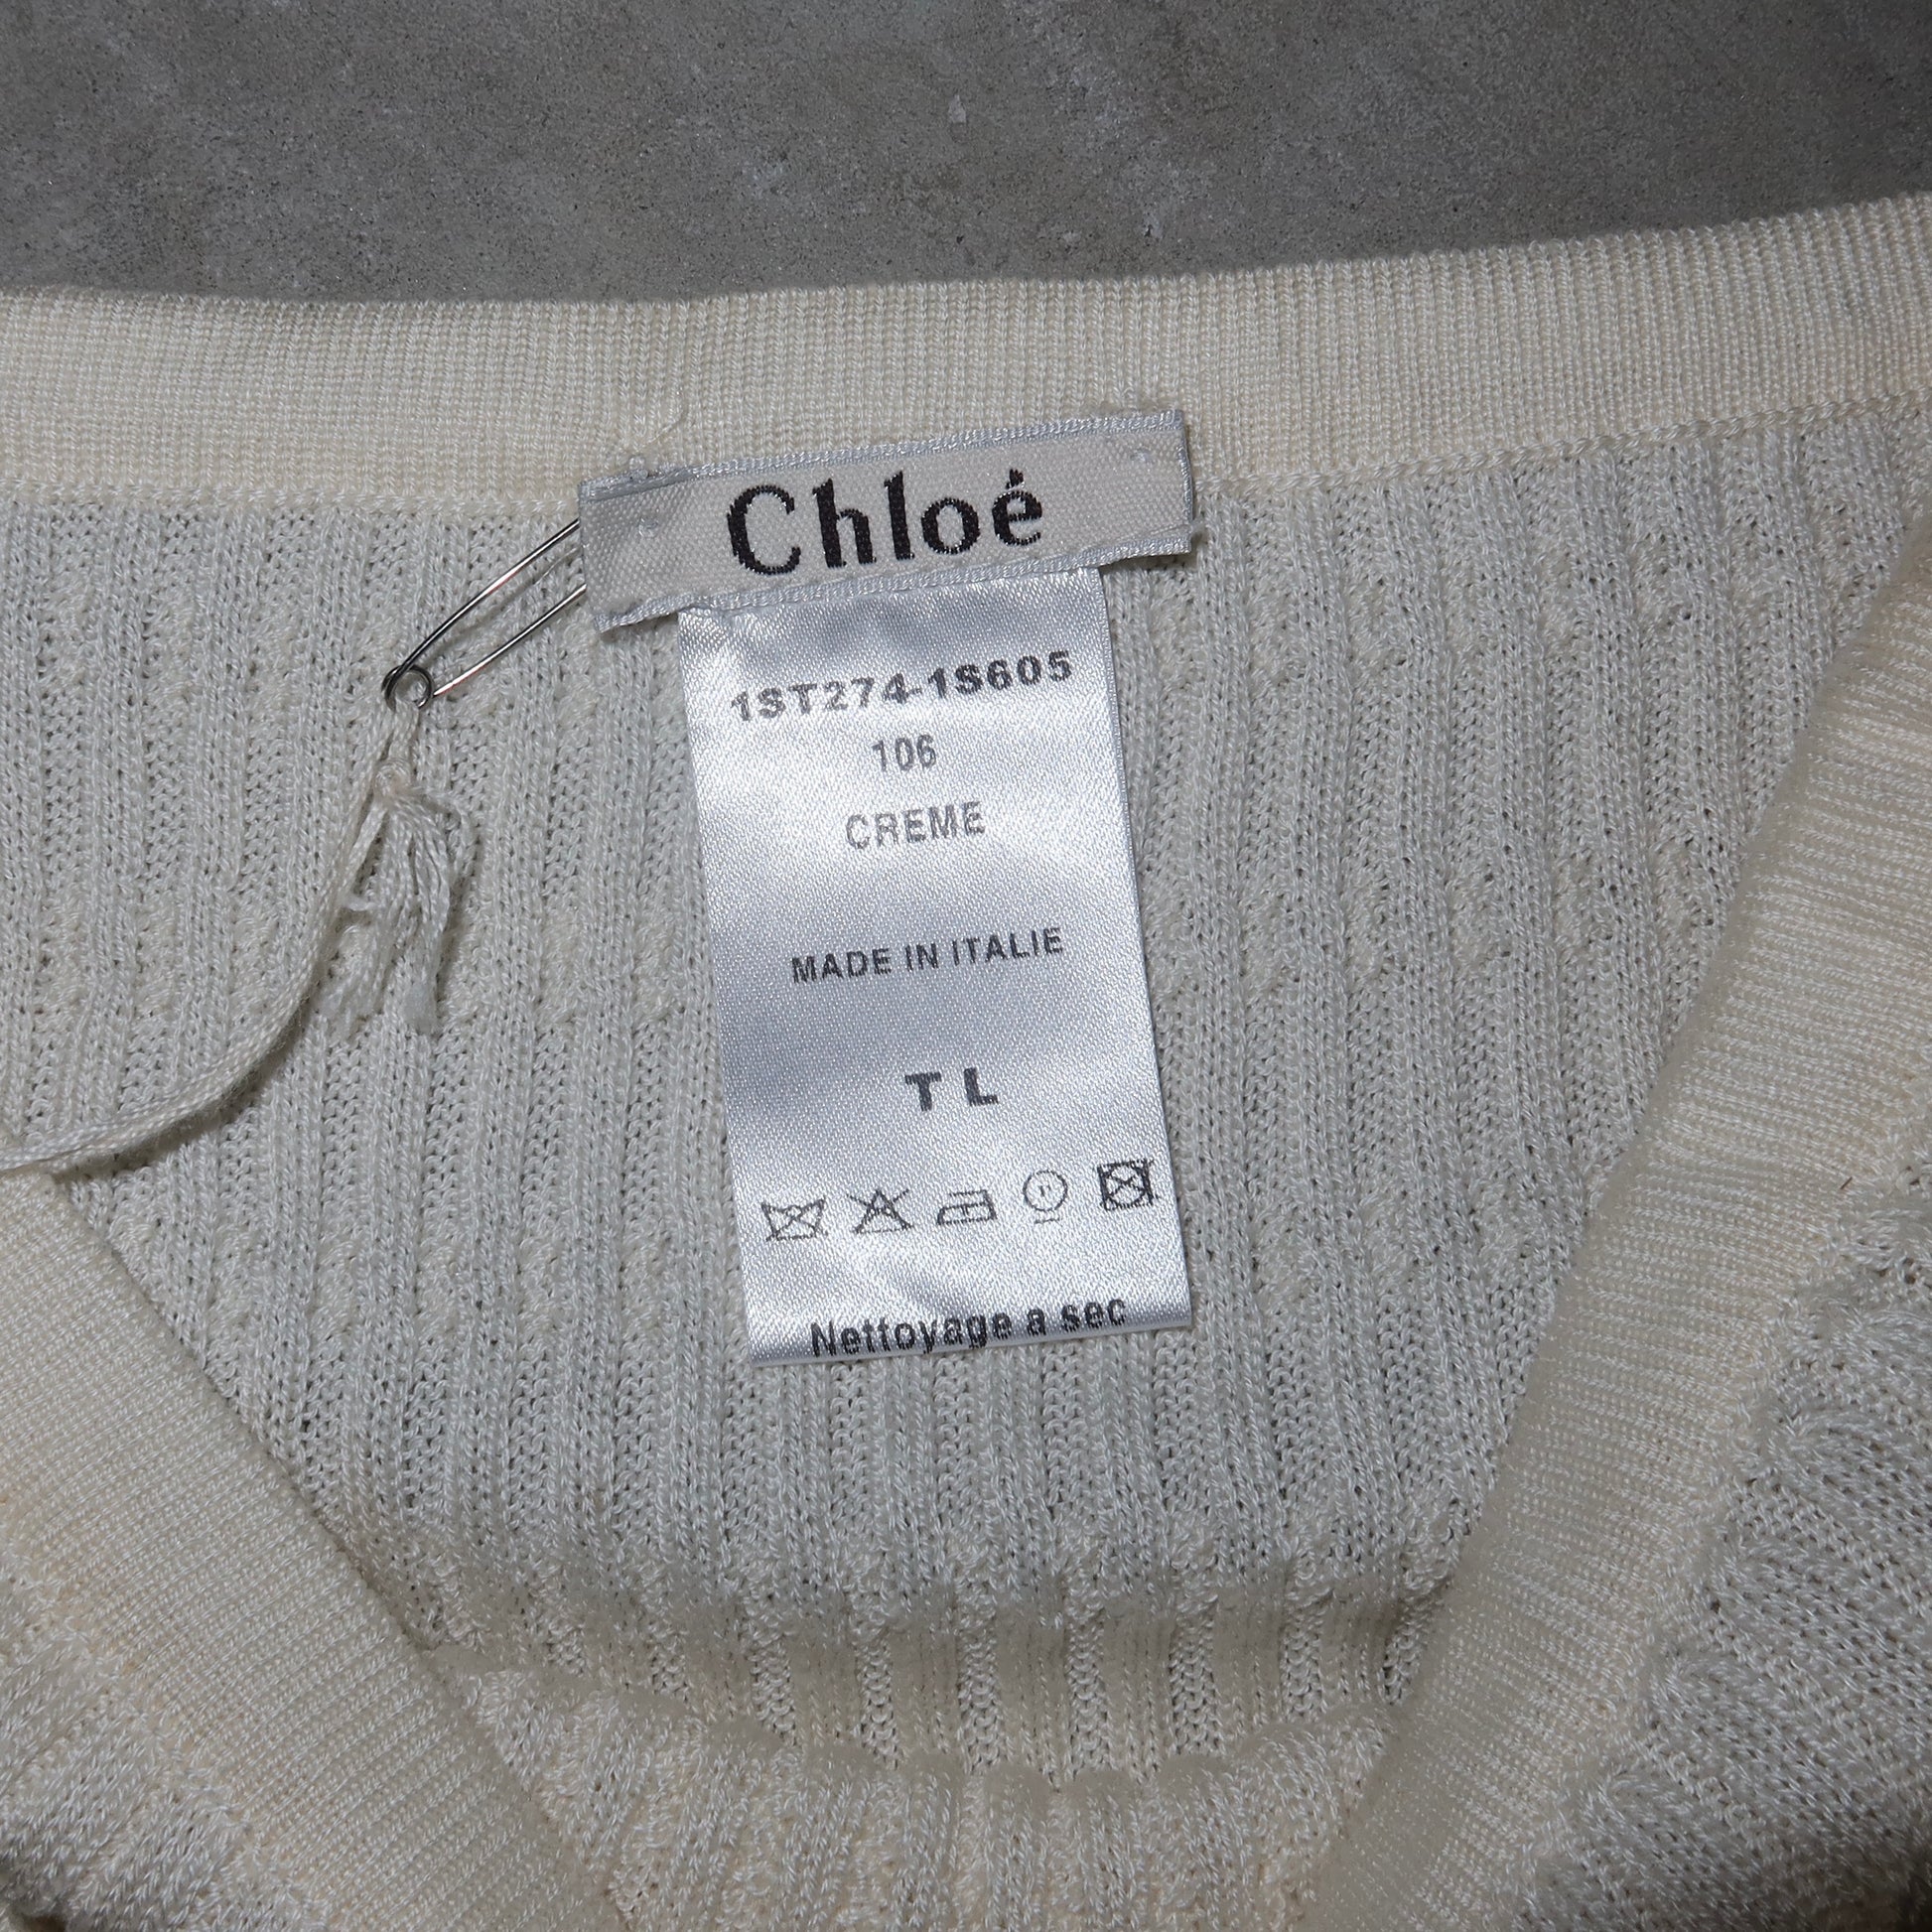 Chloé
1ST274-1S605
106
CREME
MADE IN ITALIE
T L
Nettoyage a sec